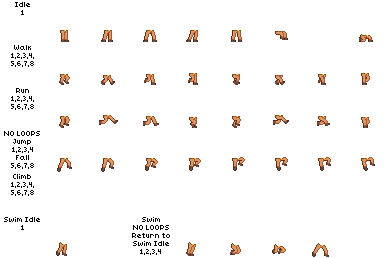 Idle
1
Walk
1,2,3,4,
5,6,7,8
Run
1,2,3,4,
5,6,7,8
NO LOOPS
Jump
1,2,3,4
Fall
5,6,7,8
Climb
1,2,3,4,
5,6,7,8
Swim Idle
1
Swim
NO LOOPS
Return to
Swim Idle
1,2,3,4